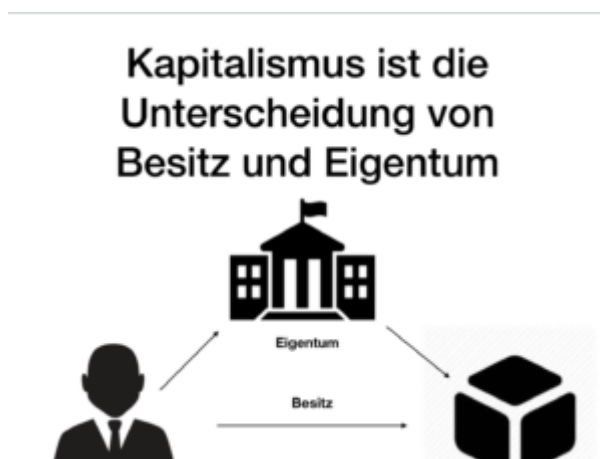 Kapitalismus ist die
Unterscheidung von
Besitz und Eigentum
Eigentum
Besitz